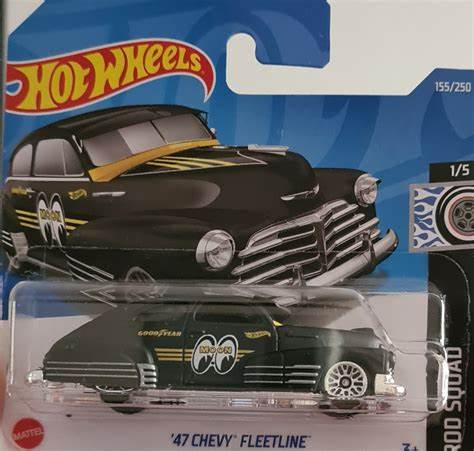 HOT WHEELS
155/250
1/5
MOON
GOODYEAR
MOON
'47 CHEVY FLEETLINE
MATTEL
ROD SQUAD
3+